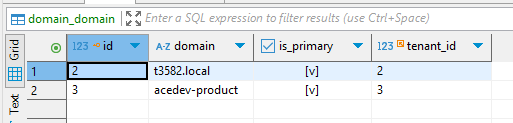 domain_domain
Enter a SQL expression to filter results (use Ctrl+Space)
Grid
Text
123 id A-Z domain is_primary 123 tenant_id
1 2 t3582.local [v] 2
2 3 acedev-product [v] 3